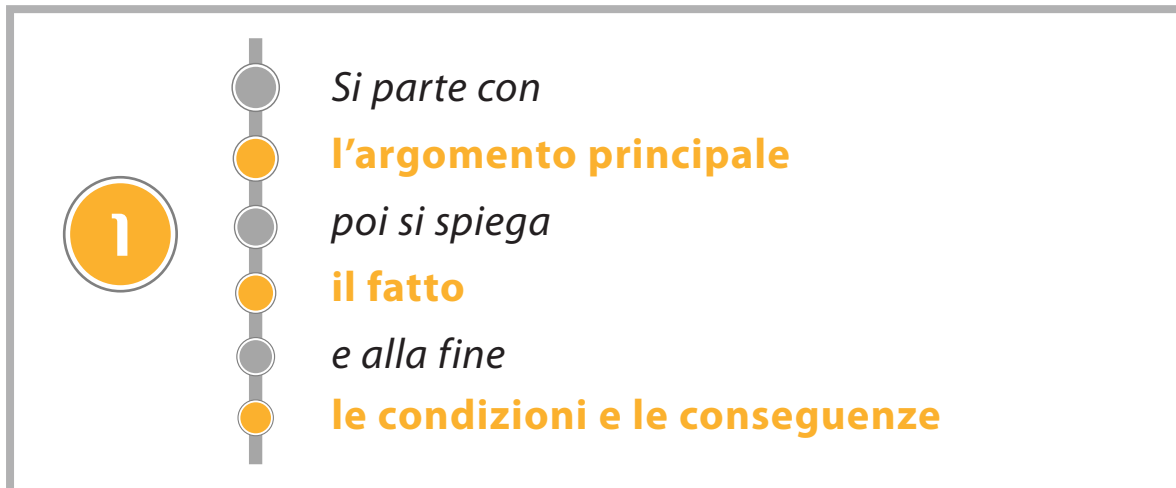 1
Si parte con
l'argomento principale
poi si spiega
il fatto
e alla fine
le condizioni e le conseguenze